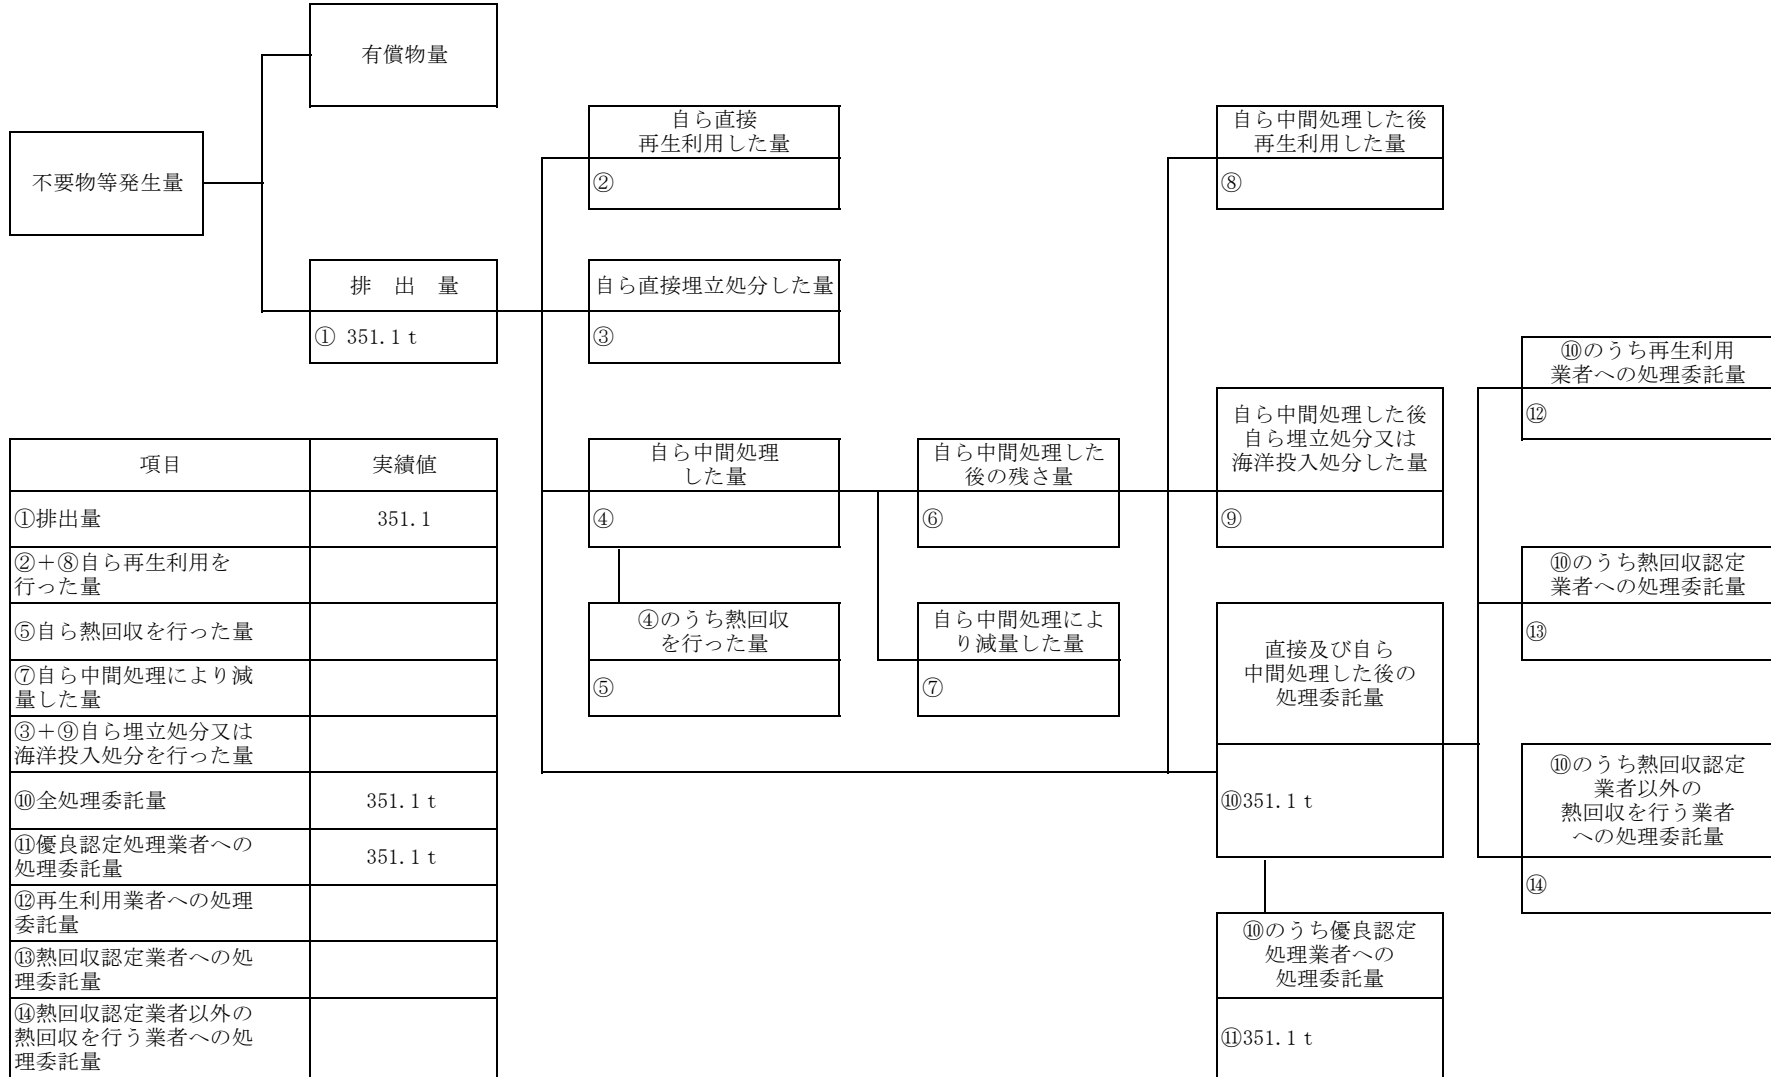 有償物量
不要物等発生量
排　出　量
① 351.1 t
自ら直接
再生利用した量
②
自ら直接埋立処分した量
③
自ら中間処理
した量
④
④のうち熱回収
を行った量
⑤
自ら中間処理した
後の残さ量
⑥
自ら中間処理によ
り減量した量
⑦
自ら中間処理した後
再生利用した量
⑧
自ら中間処理した後
自ら埋立処分又は
海洋投入処分した量
⑨
直接及び自ら
中間処理した後の
処理委託量
⑩351.1 t
⑩のうち優良認定
処理業者への
処理委託量
⑪351.1 t
⑩のうち再生利用
業者への処理委託量
⑫
⑩のうち熱回収認定
業者への処理委託量
⑬
⑩のうち熱回収認定
業者以外の
熱回収を行う業者
への処理委託量
⑭
項目 実績値
①排出量 351.1
②＋⑧自ら再生利用を
行った量
⑤自ら熱回収を行った量
⑦自ら中間処理により減
量した量
③＋⑨自ら埋立処分又は
海洋投入処分を行った量
⑩全処理委託量 351.1 t
⑪優良認定処理業者への
処理委託量 351.1 t
⑫再生利用業者への処理
委託量
⑬熱回収認定業者への処
理委託量
⑭熱回収認定業者以外の
熱回収を行う業者への処
理委託量